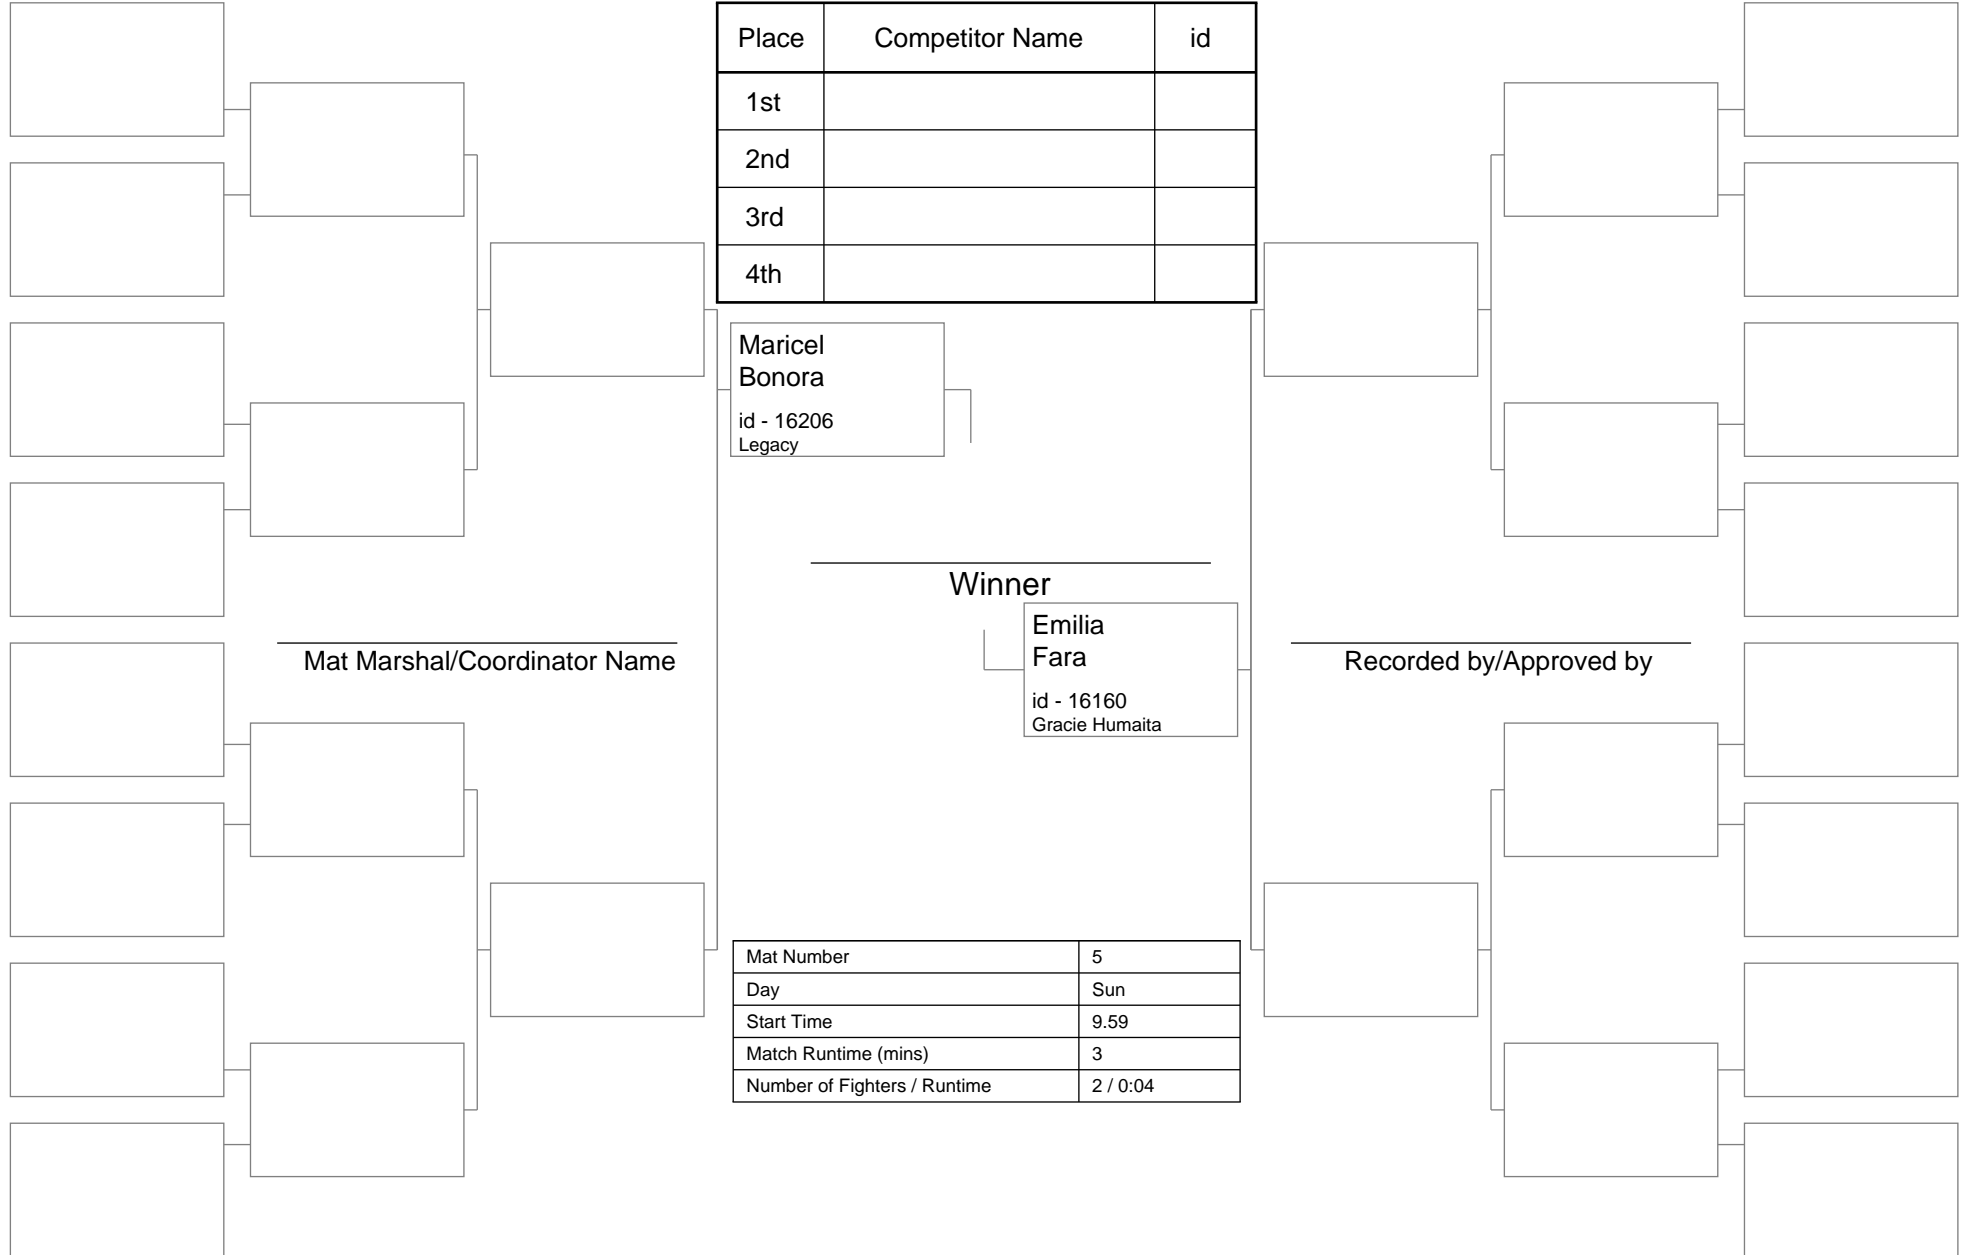 Place Competitor Name id
1st
2nd
3rd
4th
Maricel
Bonora
id - 16206
Legacy
Winner
Emilia
Fara
id - 16160
Gracie Humaita
Mat Marshal/Coordinator Name
Recorded by/Approved by
Mat Number 5
Day Sun
Start Time 9.59
Match Runtime (mins) 3
Number of Fighters / Runtime 2 / 0:04